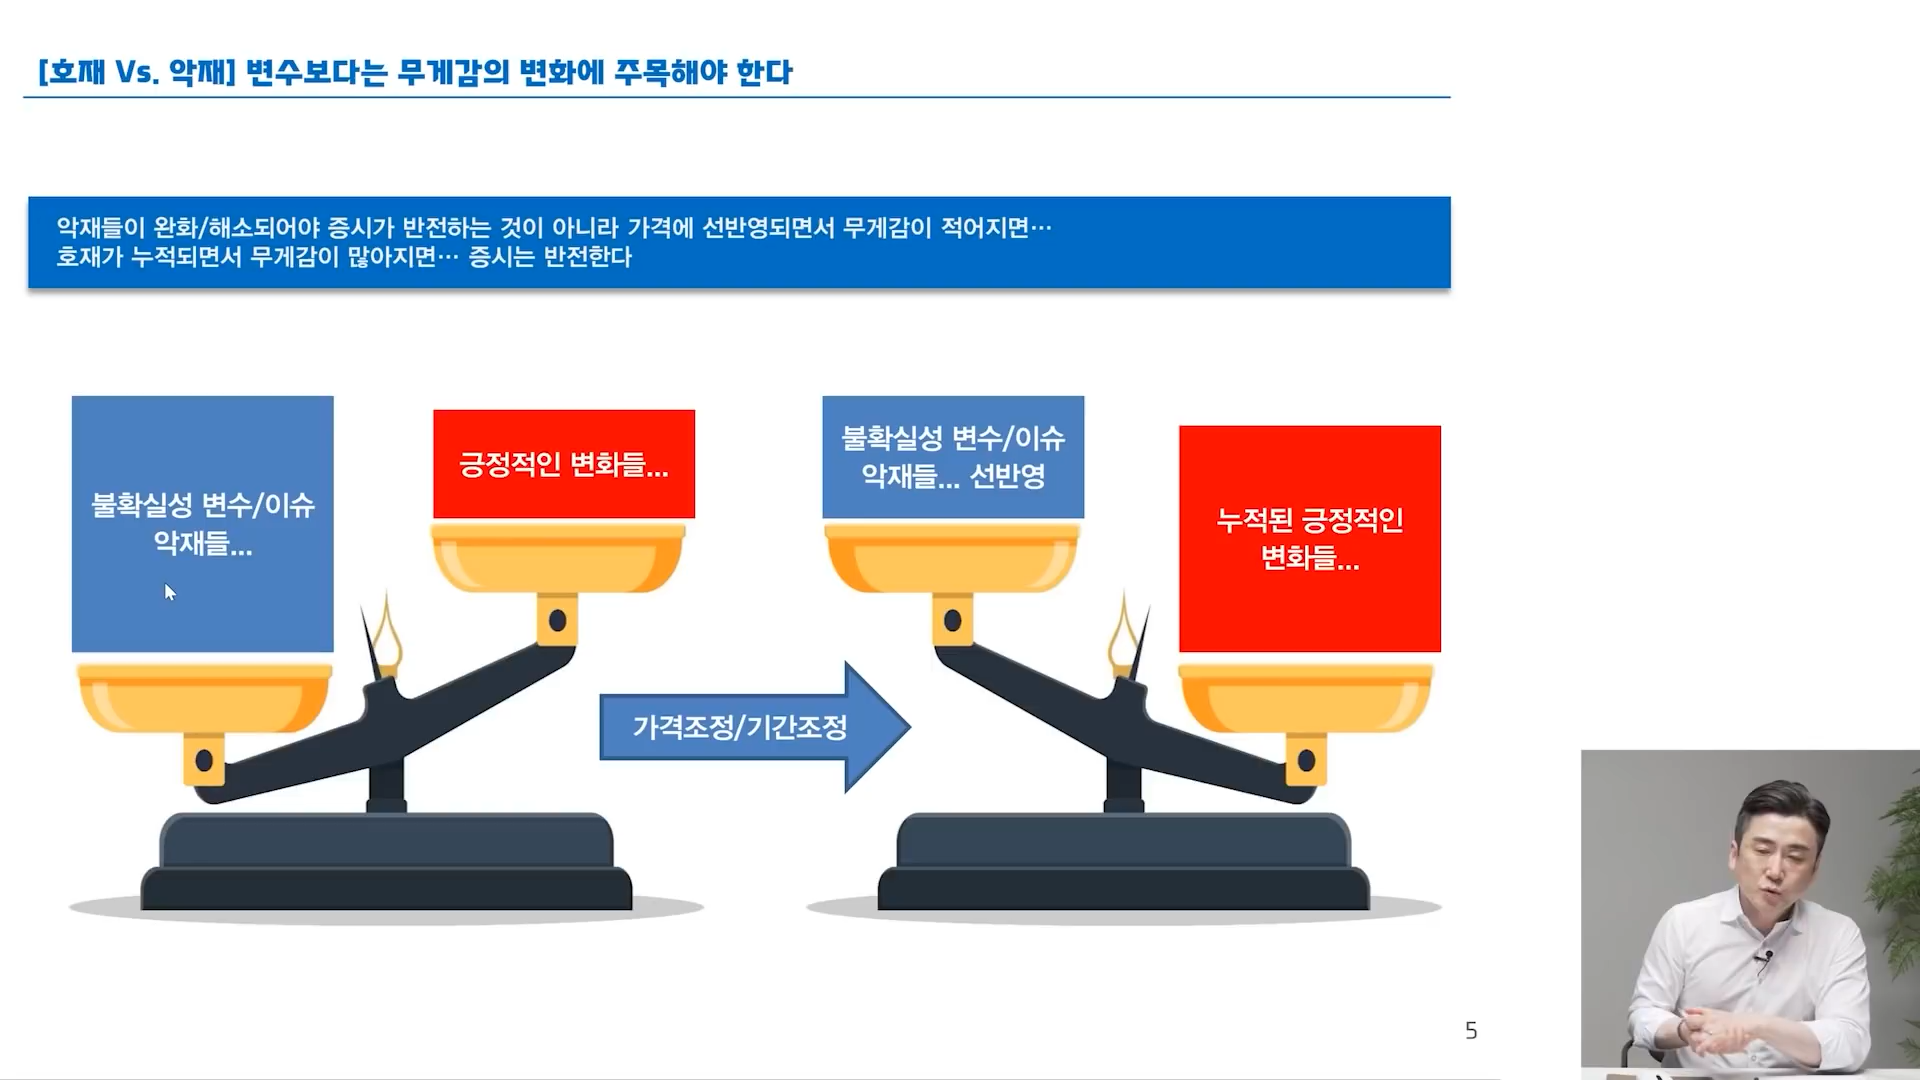 [호재 Vs. 악재] 변수보다는 무게감의 변화에 주목해야 한다
악재들이 완화/해소되어야 증시가 반전하는 것이 아니라 가격에 선반영되면서 무게감이 적어지면…
호재가 누적되면서 무게감이 많아지면… 증시는 반전한다
불확실성 변수/이슈
악재들...
긍정적인 변화들...
가격조정/기간조정
불확실성 변수/이슈
악재들... 선반영
누적된 긍정적인
변화들...
5